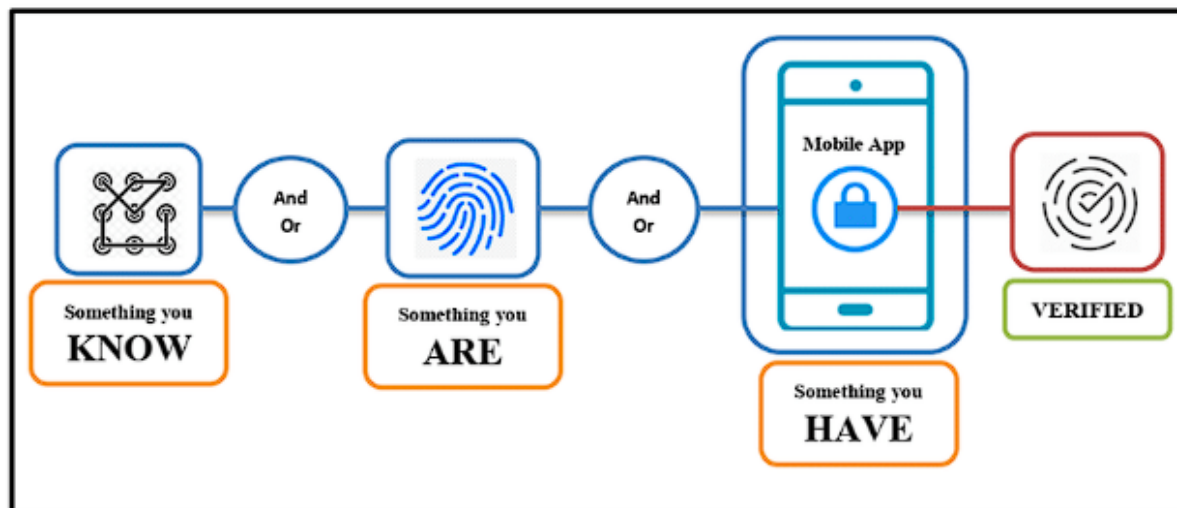 And
Or
And
Or
Mobile App
Something you
KNOW
Something you
ARE
Something you
HAVE
VERIFIED